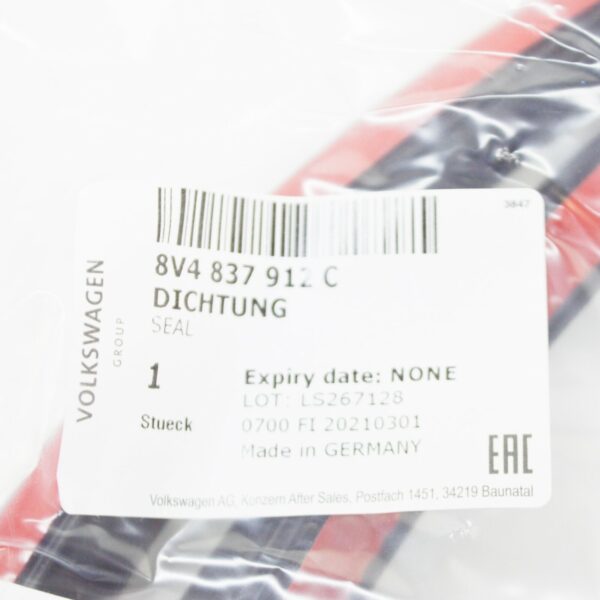 3847
8V4 837 912 C
DICHTUNG
SEAL
VOLKSWAGEN
GROUP
1
Stueck
Expiry date: NONE
LOT: LS267128
0700 FI 20210301
Made in GERMANY
EAC
Volkswagen AG, Konzern After Sales, Postfach 1451, 34219 Baunatal